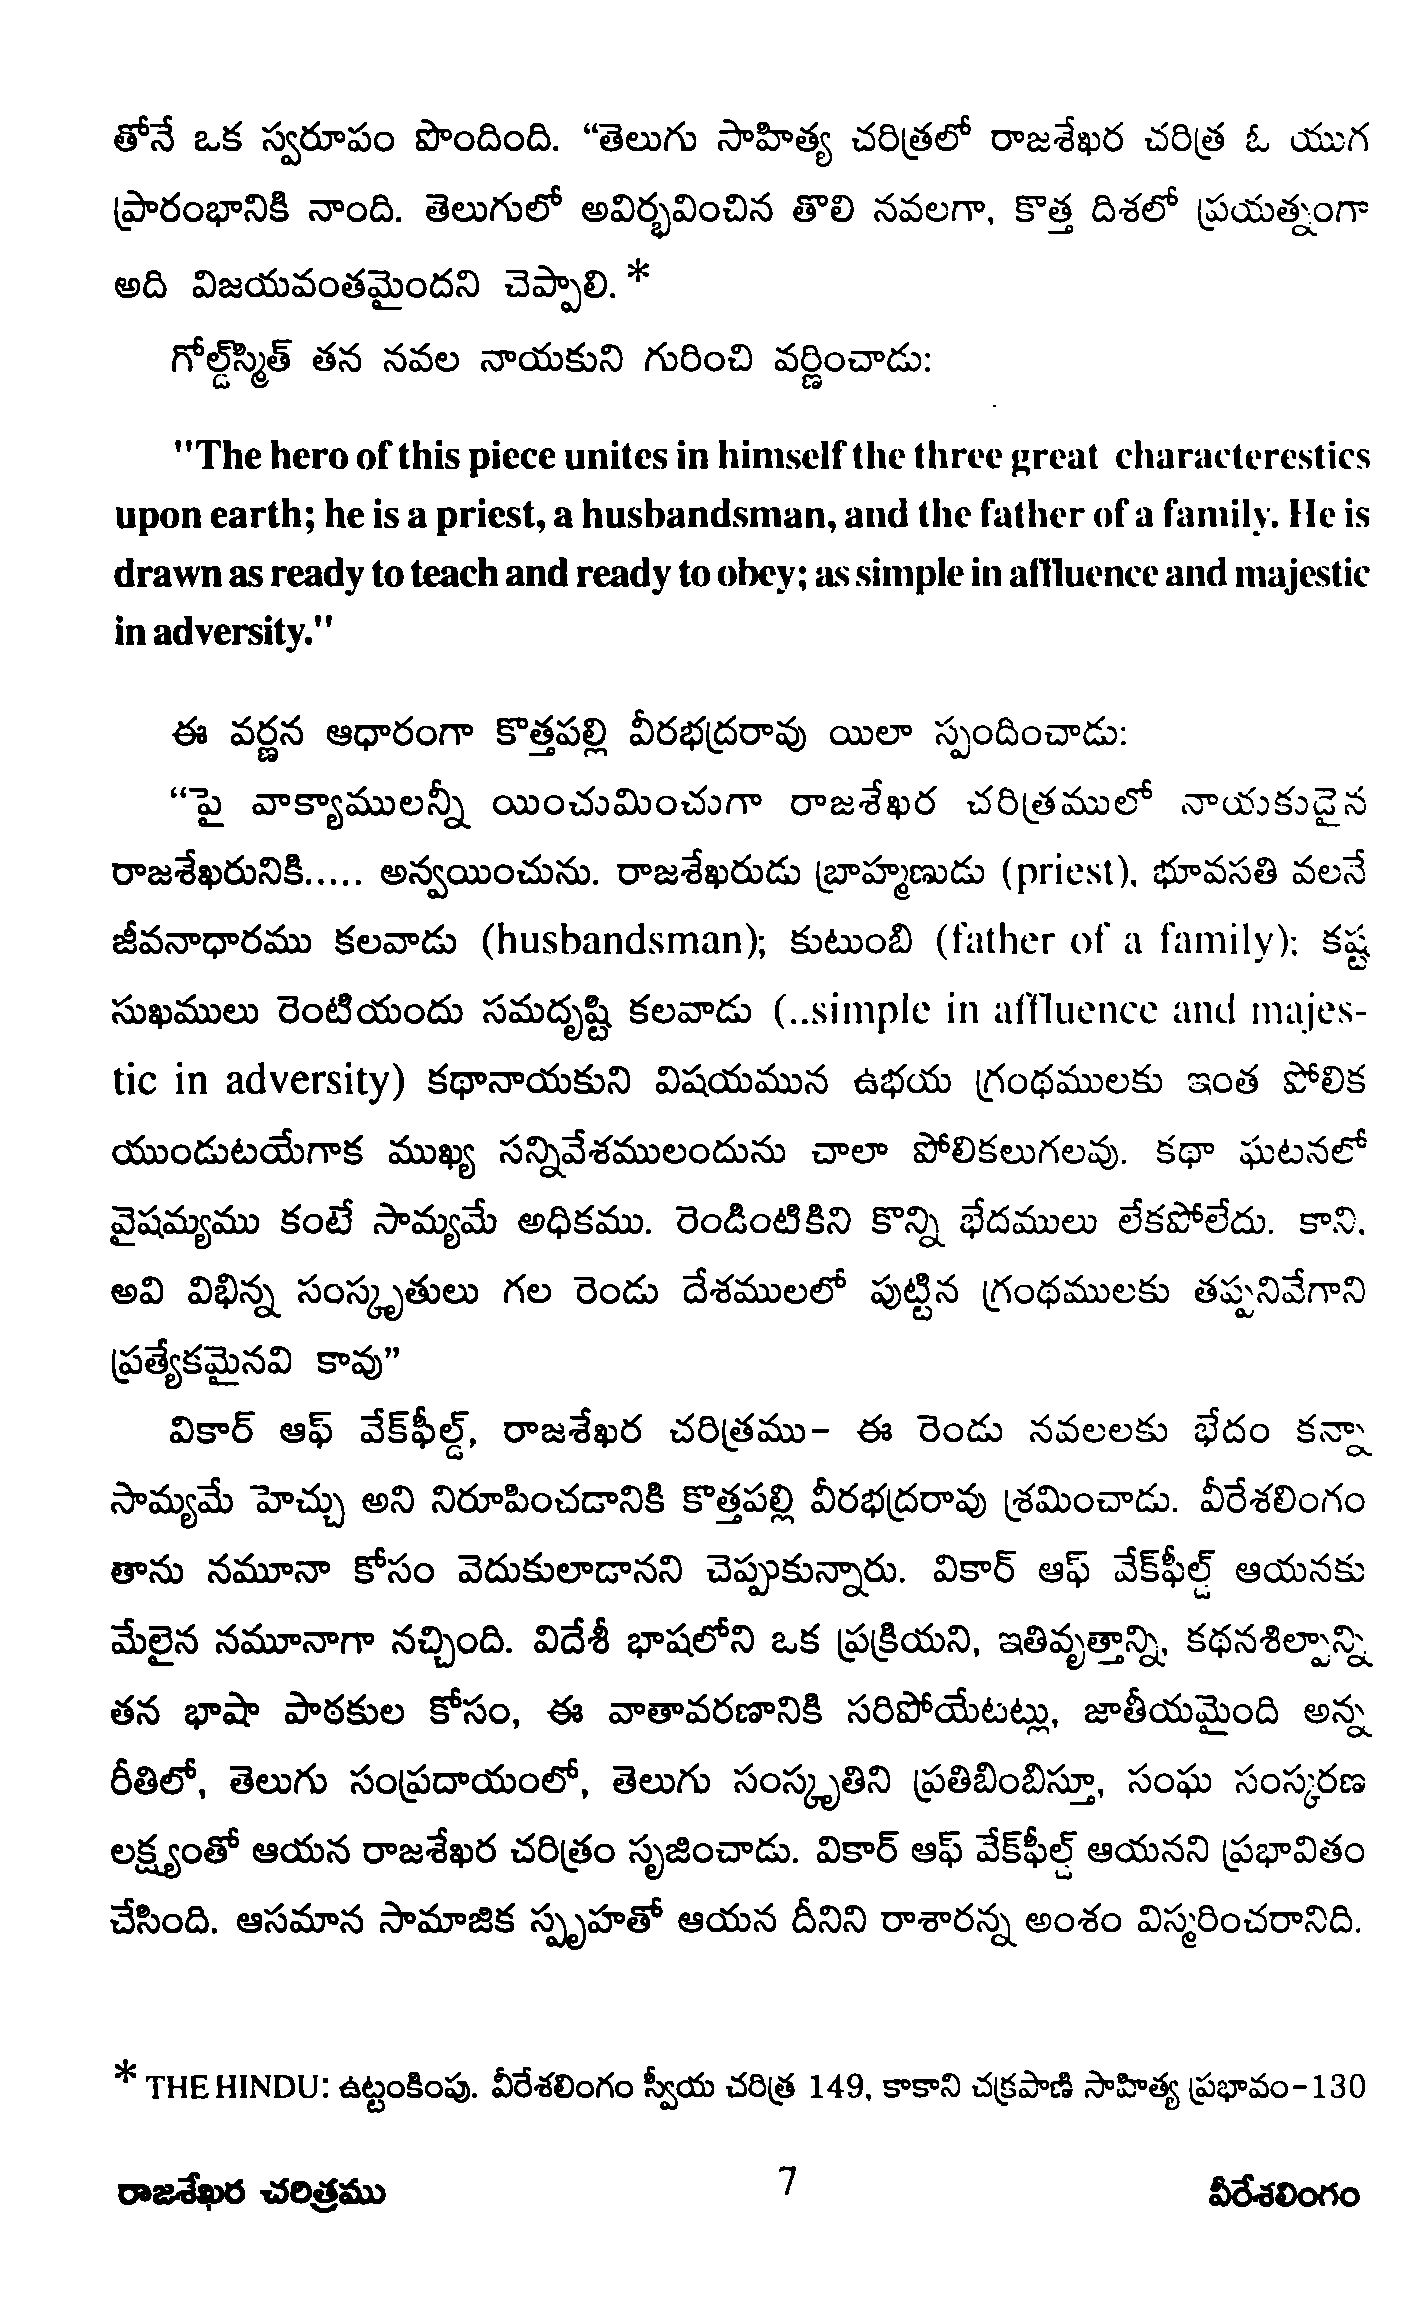 తోనే ఒక స్వరూపం పొందింది. “తెలుగు సాహిత్య చరిత్రలో రాజశేఖర చరిత్ర ఓ యుగ
ప్రారంభానికి నాంది. తెలుగులో అవిర్భవించిన తొలి నవలగా, కొత్త దిశలో ప్రయత్నంగా
అది విజయవంతమైందని చెప్పాలి. *
గోల్డ్‌స్మిత్ తన నవల నాయకుని గురించి వర్ణించాడు:
"The hero of this piece unites in himself the three great characterestics
upon earth; he is a priest, a husbandsman, and the father of a family. He is
drawn as ready to teach and ready to obey; as simple in affluence and majestic
in adversity."
ఈ వర్ణన ఆధారంగా కొత్తపల్లి వీరభద్రరావు యిలా స్పందించాడు:
“పై వాక్యాములన్నీ యించుమించుగా రాజశేఖర చరిత్రములో నాయకుడైన
రాజశేఖరునికి..... అన్వయించును. రాజశేఖరుడు బ్రాహ్మణుడు (priest), భూవసతి వలనే
జీవనాధారము కలవాడు (husbandsman); కుటుంబి (father of a family); కష్ట
సుఖములు రెంటియందు సమదృష్టి కలవాడు (..simple in affluence and majes-
tic in adversity) కథానాయకుని విషయమున ఉభయ గ్రంథములకు ఇంత పోలిక
యుండుటయేగాక ముఖ్య సన్నివేశములందును చాలా పోలికలుగలవు. కథా ఘటనలో
వైషమ్యము కంటే సామ్యమే అధికము. రెండింటికిని కొన్ని భేదములు లేకపోలేదు. కాని,
అవి విభిన్న సంస్కృతులు గల రెండు దేశములలో పుట్టిన గ్రంథములకు తప్పనివేగాని
ప్రత్యేకమైనవి కావు”
వికార్ ఆఫ్ వేక్‌ఫీల్డ్, రాజశేఖర చరిత్రము- ఈ రెండు నవలలకు భేదం కన్నా
సామ్యమే హెచ్చు అని నిరూపించడానికి కొత్తపల్లి వీరభద్రరావు శ్రమించాడు. వీరేశలింగం
తాను నమూనా కోసం వెదుకులాడానని చెప్పుకున్నారు. వికార్ ఆఫ్ వేక్‌ఫీల్డ్ ఆయనకు
మేలైన నమూనాగా నచ్చింది. విదేశీ భాషలోని ఒక ప్రక్రియని, ఇతివృత్తాన్ని, కథనశిల్పాన్ని
తన భాషా పాఠకుల కోసం, ఈ వాతావరణానికి సరిపోయేటట్లు, జాతీయమైంది అన్న
రీతిలో, తెలుగు సంప్రదాయంలో, తెలుగు సంస్కృతిని ప్రతిబింబిస్తూ, సంఘ సంస్కరణ
లక్ష్యంతో ఆయన రాజశేఖర చరిత్రం సృజించాడు. వికార్ ఆఫ్ వేక్‌ఫీల్డ్ ఆయనని ప్రభావితం
చేసింది. ఆసమాన సామాజిక స్పృహతో ఆయన దీనిని రాశారన్న అంశం విస్మరించరానిది.
* THE HINDU: ఉట్టంకింపు. వీరేశలింగం స్వీయ చరిత్ర 149, కాకాని చక్రపాణి సాహిత్య ప్రభావం-130
రాజశేఖర చరిత్రము 7 వీరేశలింగం